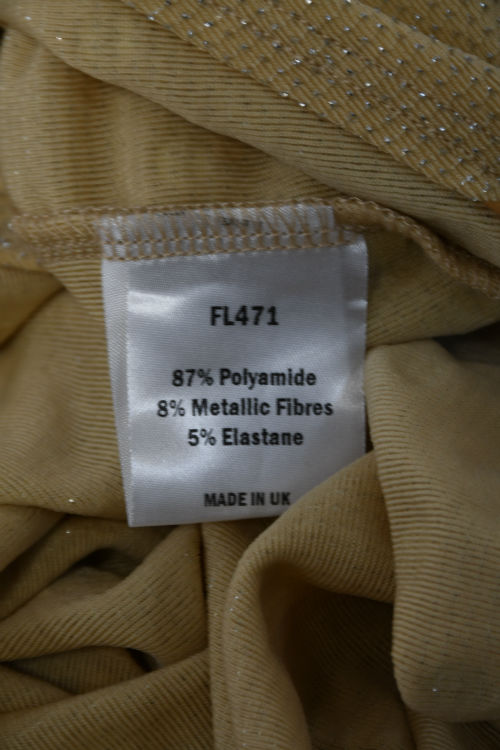 FL471
87% Polyamide
8% Metallic Fibres
5% Elastane
MADE IN UK